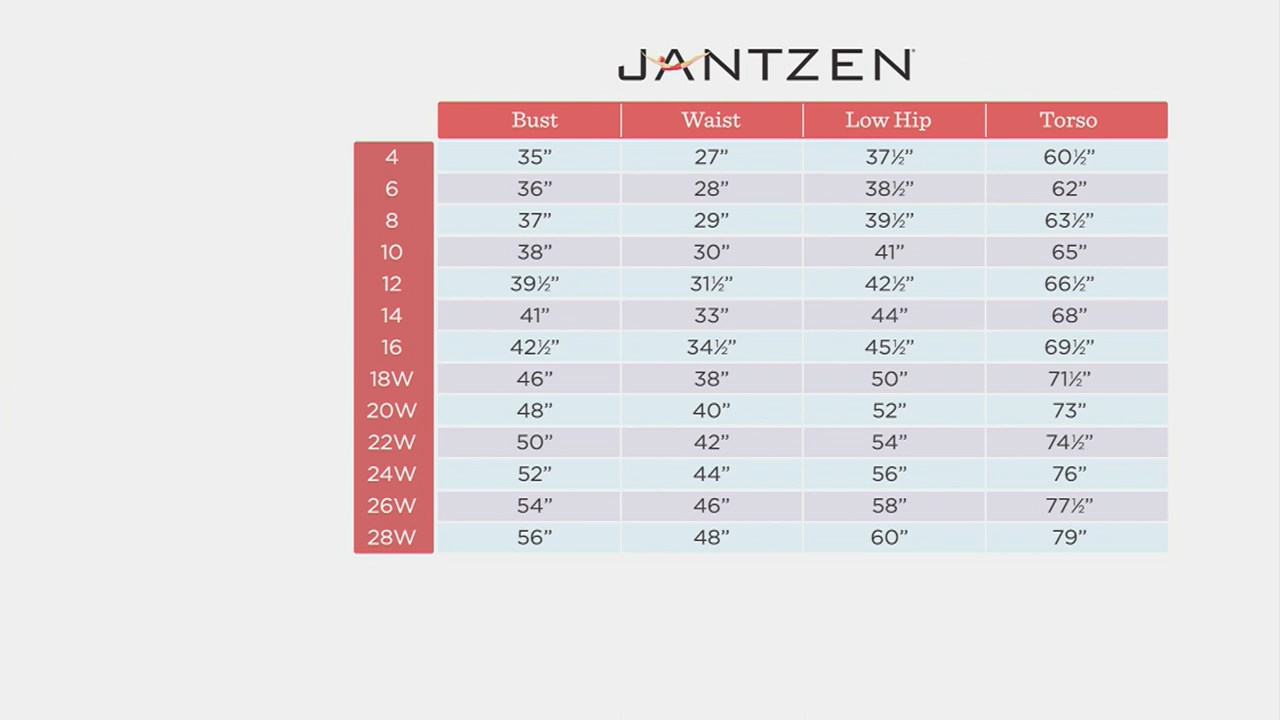 JANTZEN
Bust Waist Low Hip Torso
4 35” 27” 37½” 60½”
6 36” 28” 38½” 62”
8 37” 29” 39½” 63½”
10 38” 30” 41” 65”
12 39½” 31½” 42½” 66½”
14 41” 33” 44” 68”
16 42½” 34½” 45½” 69½”
18W 46” 38” 50” 71½”
20W 48” 40” 52” 73”
22W 50” 42” 54” 74½”
24W 52” 44” 56” 76”
26W 54” 46” 58” 77½”
28W 56” 48” 60” 79”